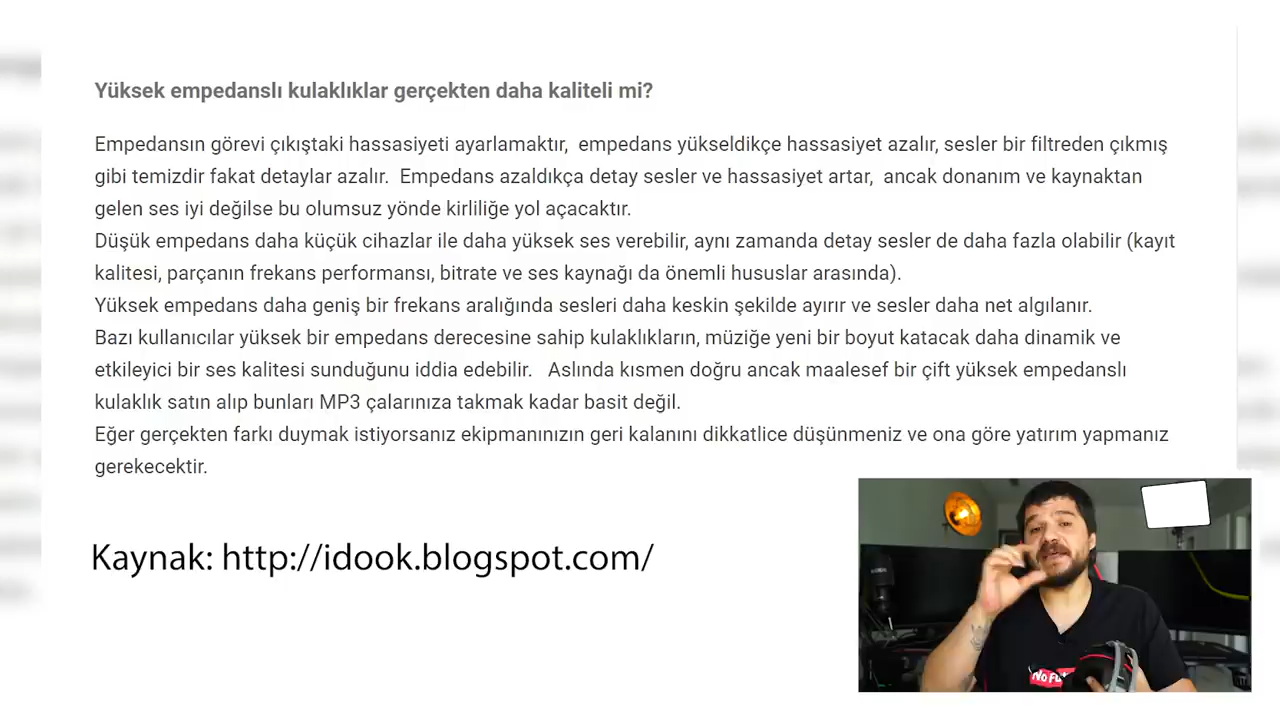 Yüksek empedanslı kulaklıklar gerçekten daha kaliteli mi?
Empedansın görevi çıkıştaki hassasiyeti ayarlamaktır,  empedans yükseldikçe hassasiyet azalır, sesler bir filtreden çıkmış
gibi temizdir fakat detaylar azalır.  Empedans azaldıkça detay sesler ve hassasiyet artar,  ancak donanım ve kaynaktan
gelen ses iyi değilse bu olumsuz yönde kirliliğe yol açacaktır.
Düşük empedans daha küçük cihazlar ile daha yüksek ses verebilir, aynı zamanda detay sesler de daha fazla olabilir (kayıt
kalitesi, parçanın frekans performansı, bitrate ve ses kaynağı da önemli hususlar arasında).
Yüksek empedans daha geniş bir frekans aralığında sesleri daha keskin şekilde ayırır ve sesler daha net algılanır.
Bazı kullanıcılar yüksek bir empedans derecesine sahip kulaklıkların, müziğe yeni bir boyut katacak daha dinamik ve
etkileyici bir ses kalitesi sunduğunu iddia edebilir.   Aslında kısmen doğru ancak maalesef bir çift yüksek empedanslı
kulaklık satın alıp bunları MP3 çalarınıza takmak kadar basit değil.
Eğer gerçekten farkı duymak istiyorsanız ekipmanınızın geri kalanını dikkatlice düşünmeniz ve ona göre yatırım yapmanız
gerekecektir.
Kaynak: http://idook.blogspot.com/
No